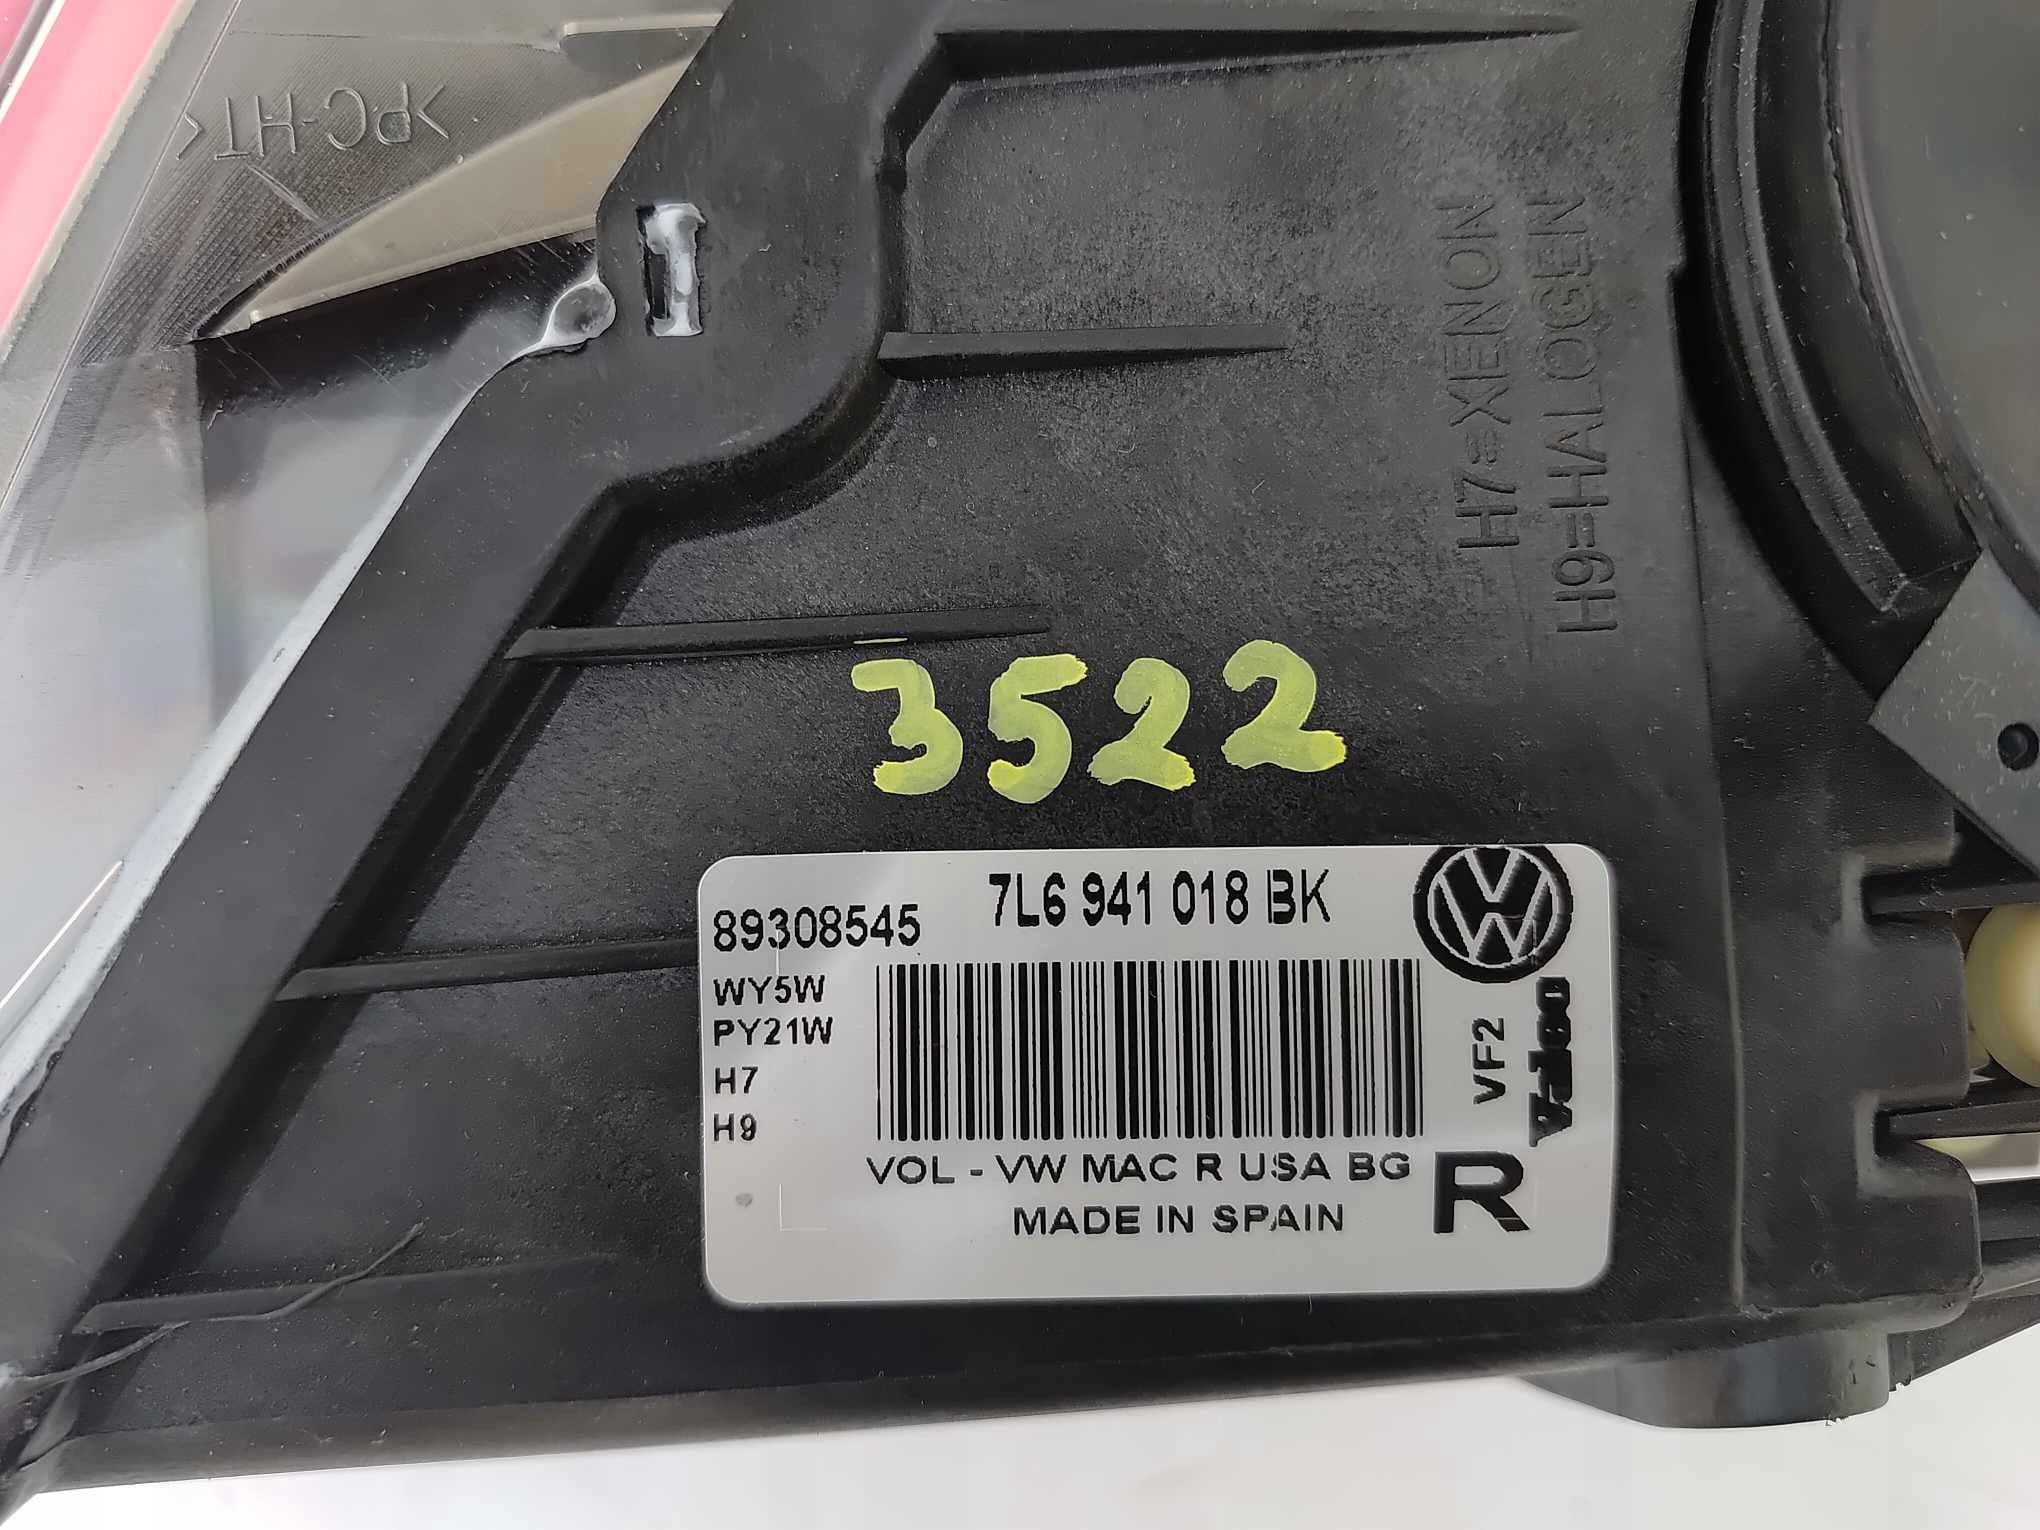 >PC-HT<
H7=XENON
H9=HALOGEN
3522
7L6 941 018 BK
89308545
WY5W
PY21W
H7
H9
VF2
Valeo
VOL - VW MAC R USA BG
R
MADE IN SPAIN